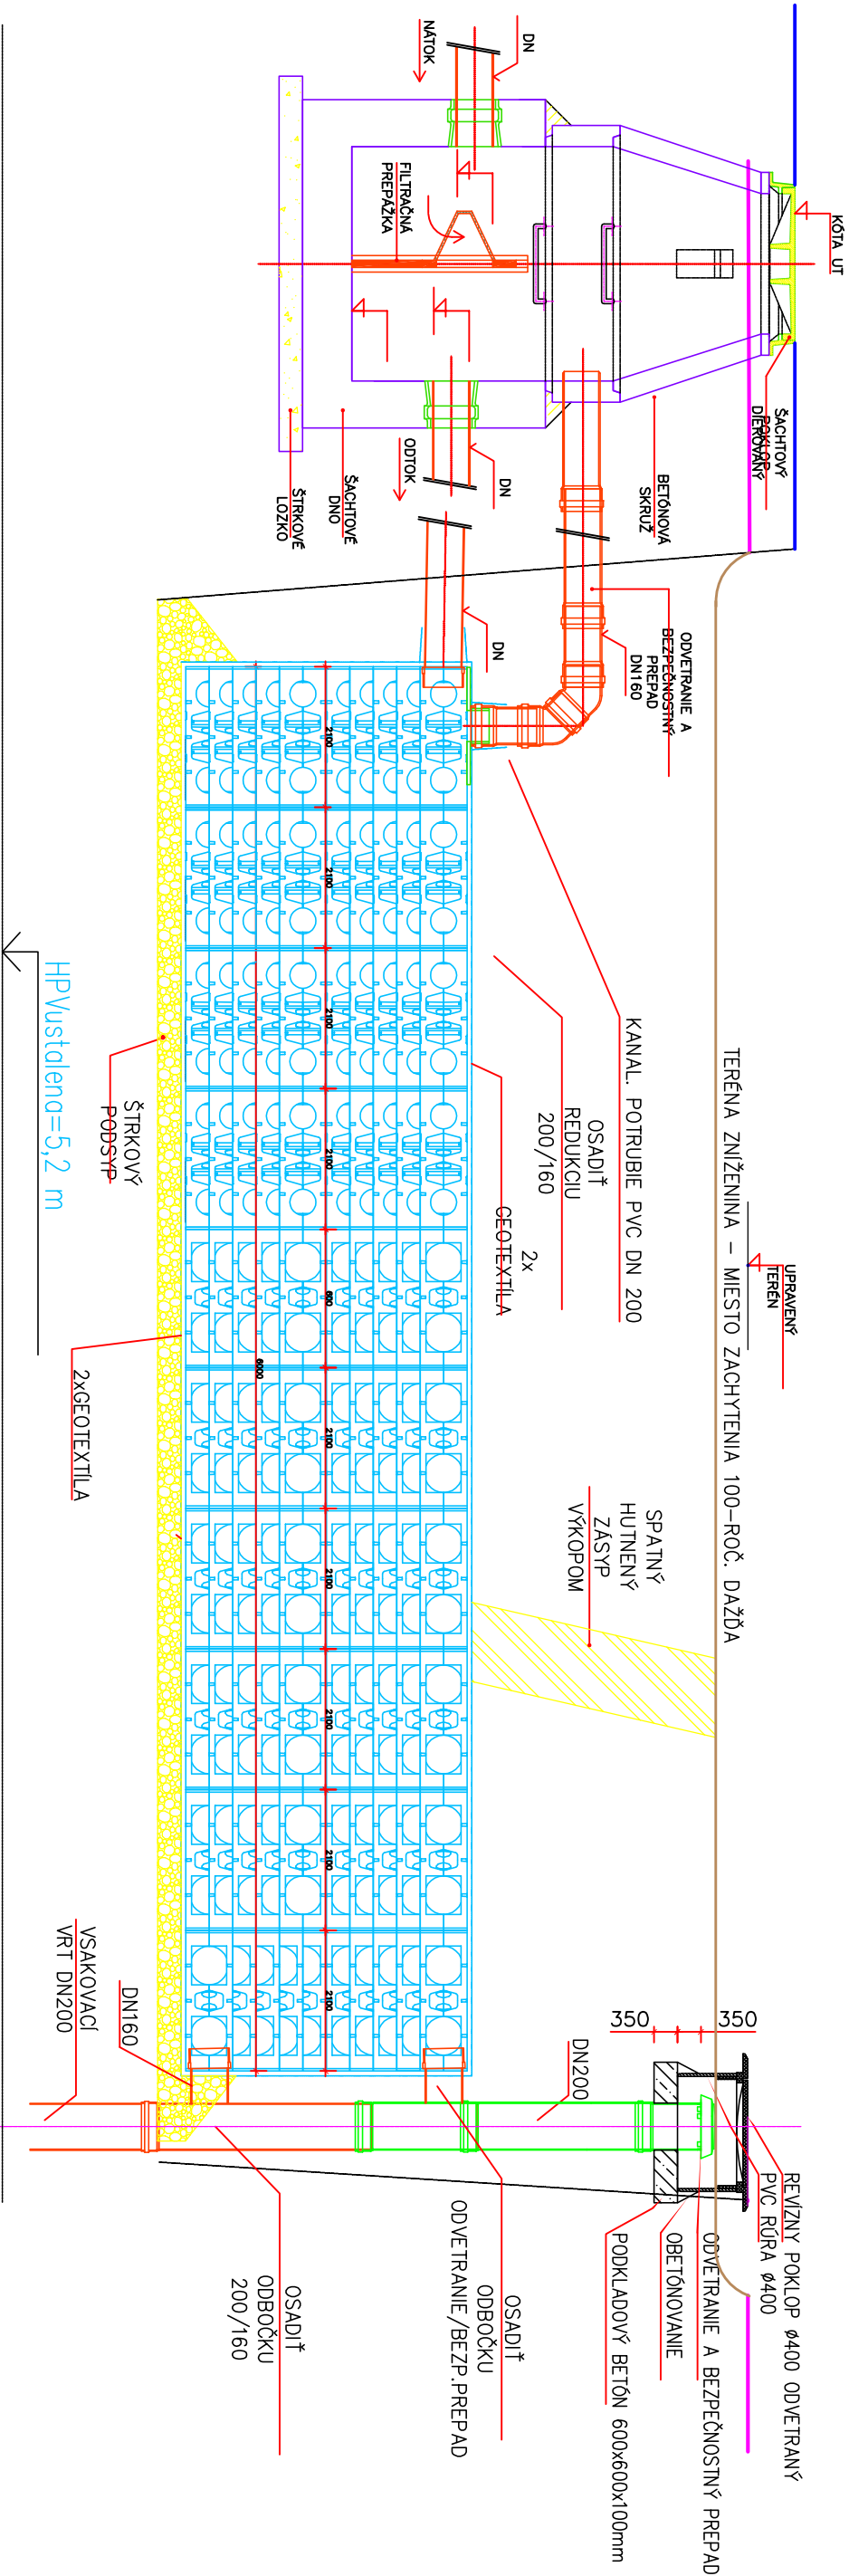 KÓTA UT
DN
NÁTOK
FILTRAČNÁ
PREPÁŽKA
ŠACHTOVÝ
POKLOP
DIEROVANÝ
BETÓNOVÁ
SKRUŽ
DN
ODTOK
ŠACHTOVÉ
DNO
ŠTRKOVÉ
LOZKO
ODVETRANIE A
BEZPEČNOSTNÝ
PREPAD
DN160
DN
2100
2100
2100
2100
600
2100
2100
2100
2100
2100
6000
KANAL. POTRUBIE PVC DN 200
OSADIŤ
REDUKCIU
200/160
2x
GEOTEXTÍLA
TERÉNA ZNÍŽENINA – MIESTO ZACHYTENIA 100–ROČ. DAŽĎA
UPRAVENÝ
TERÉN
HPVustalena=5,2 m
ŠTRKOVÝ
PODSYP
2xGEOTEXTÍLA
SPATNÝ
HUTNENÝ
ZÁSYP
VÝKOPOM
350
350
DN200
DN160
VSAKOVACÍ
VRT DN200
REVÍZNY POKLOP Ø400 ODVETRANÝ
PVC RÚRA Ø400
ODVETRANIE A BEZPEČNOSTNÝ PREPAD
OBETÓNOVANIE
PODKLADOVÝ BETÓN 600x600x100mm
OSADIŤ
ODBOČKU
ODVETRANIE/BEZP.PREPAD
OSADIŤ
ODBOČKU
200/160